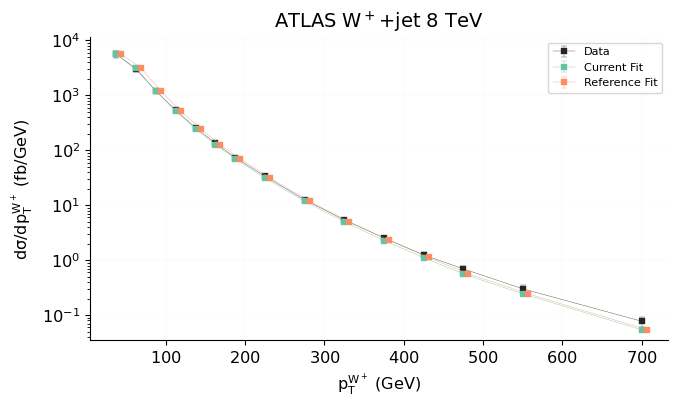 ATLAS W⁺+jet 8 TeV
Data
Current Fit
Reference Fit
dσ/dp_T^{W⁺} (fb/GeV)
10⁴
10³
10²
10¹
10⁰
10⁻¹
100 200 300 400 500 600 700
p_T^{W⁺} (GeV)